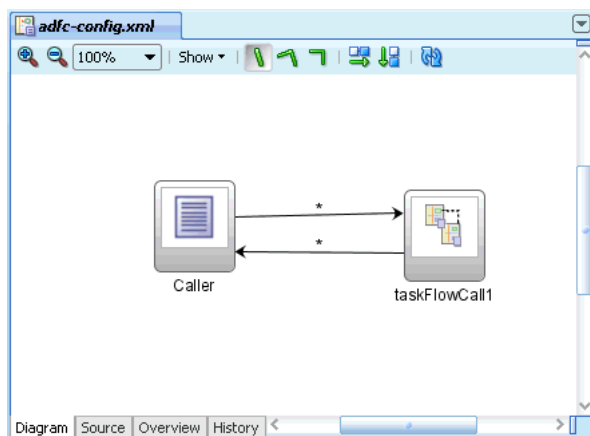 adfc-config.xml
100% Show
*
*
Caller
taskFlowCall1
Diagram Source Overview History